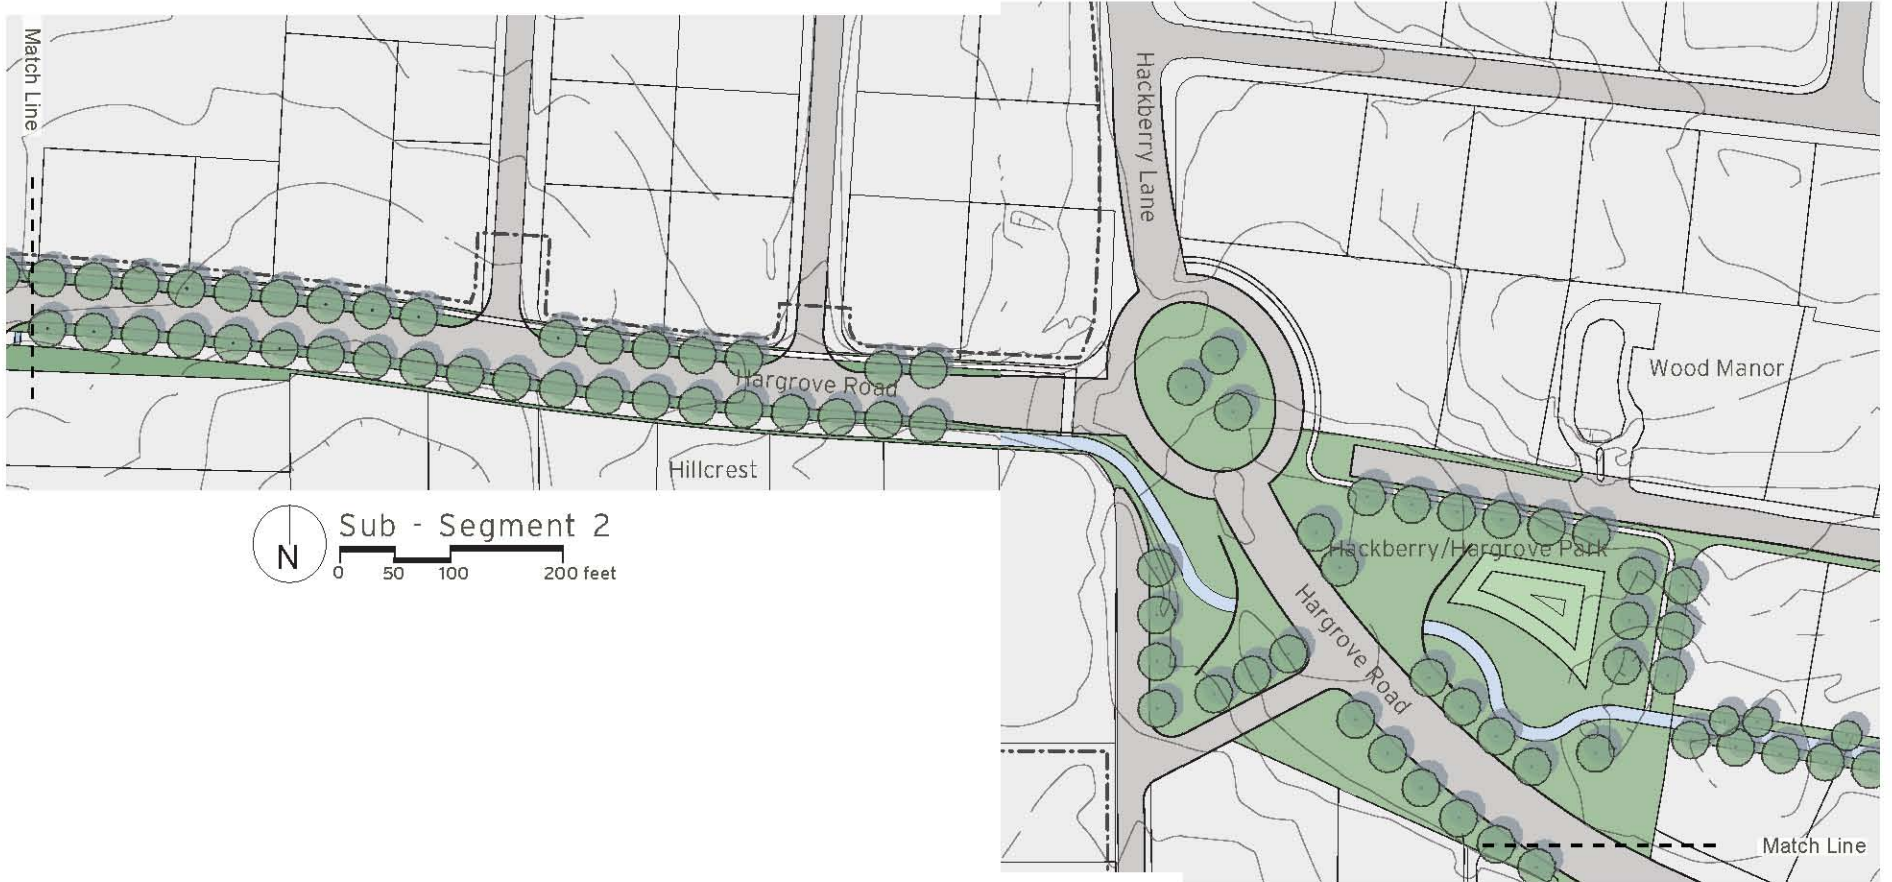 Match Line
Hackberry Lane
Wood Manor
Hargrove Road
Hillcrest
Sub - Segment 2
N
0 50 100 200 feet
Hackberry/Hargrove Park
Hargrove Road
Match Line